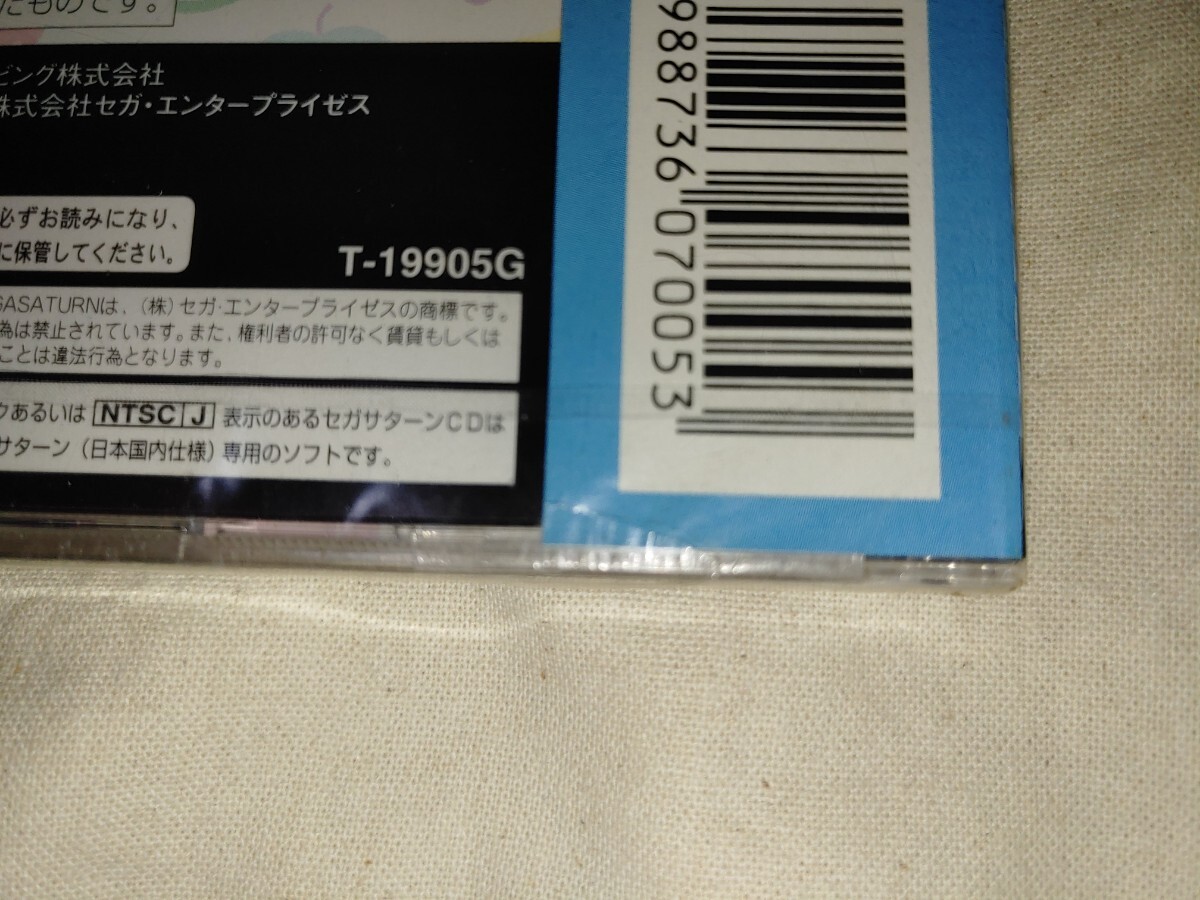 たものです。
ビング株式会社
株式会社セガ・エンタープライゼス
必ずお読みになり、
に保管してください。
T-19905G
GASATURNは、(株)セガ・エンタープライゼスの商標です。
為は禁止されています。また、権利者の許可なく賃貸もしくは
ことは違法行為となります。
クあるいは NTSC J 表示のあるセガサターンCDは
サターン(日本国内仕様)専用のソフトです。
988736 070053